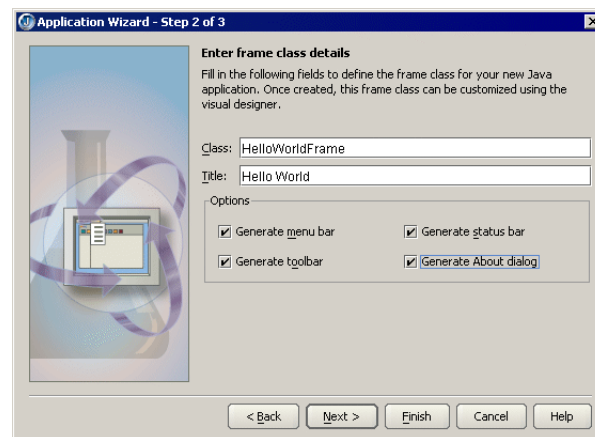 Application Wizard - Step 2 of 3
Enter frame class details
Fill in the following fields to define the frame class for your new Java
application. Once created, this frame class can be customized using the
visual designer.
Class: HelloWorldFrame
Title: Hello World
Options
Generate menu bar
Generate status bar
Generate toolbar
Generate About dialog
< Back
Next >
Finish
Cancel
Help